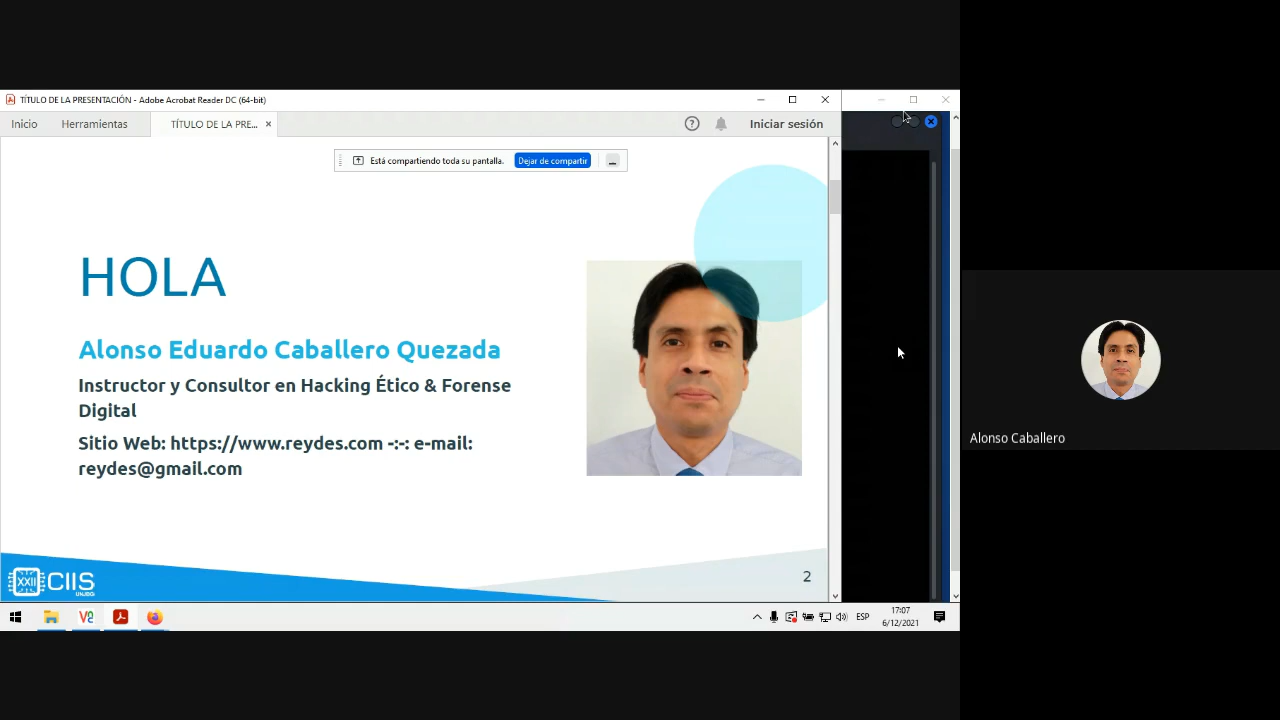 TÍTULO DE LA PRESENTACIÓN - Adobe Acrobat Reader DC (64-bit)
Inicio
Herramientas
TÍTULO DE LA PRE...
Iniciar sesión
Está compartiendo toda su pantalla.
Dejar de compartir
HOLA
Alonso Eduardo Caballero Quezada
Instructor y Consultor en Hacking Ético & Forense
Digital
Sitio Web: https://www.reydes.com -:-: e-mail:
reydes@gmail.com
Alonso Caballero
XXII CIIS
UNJBG
2
ESP
17:07
6/12/2021